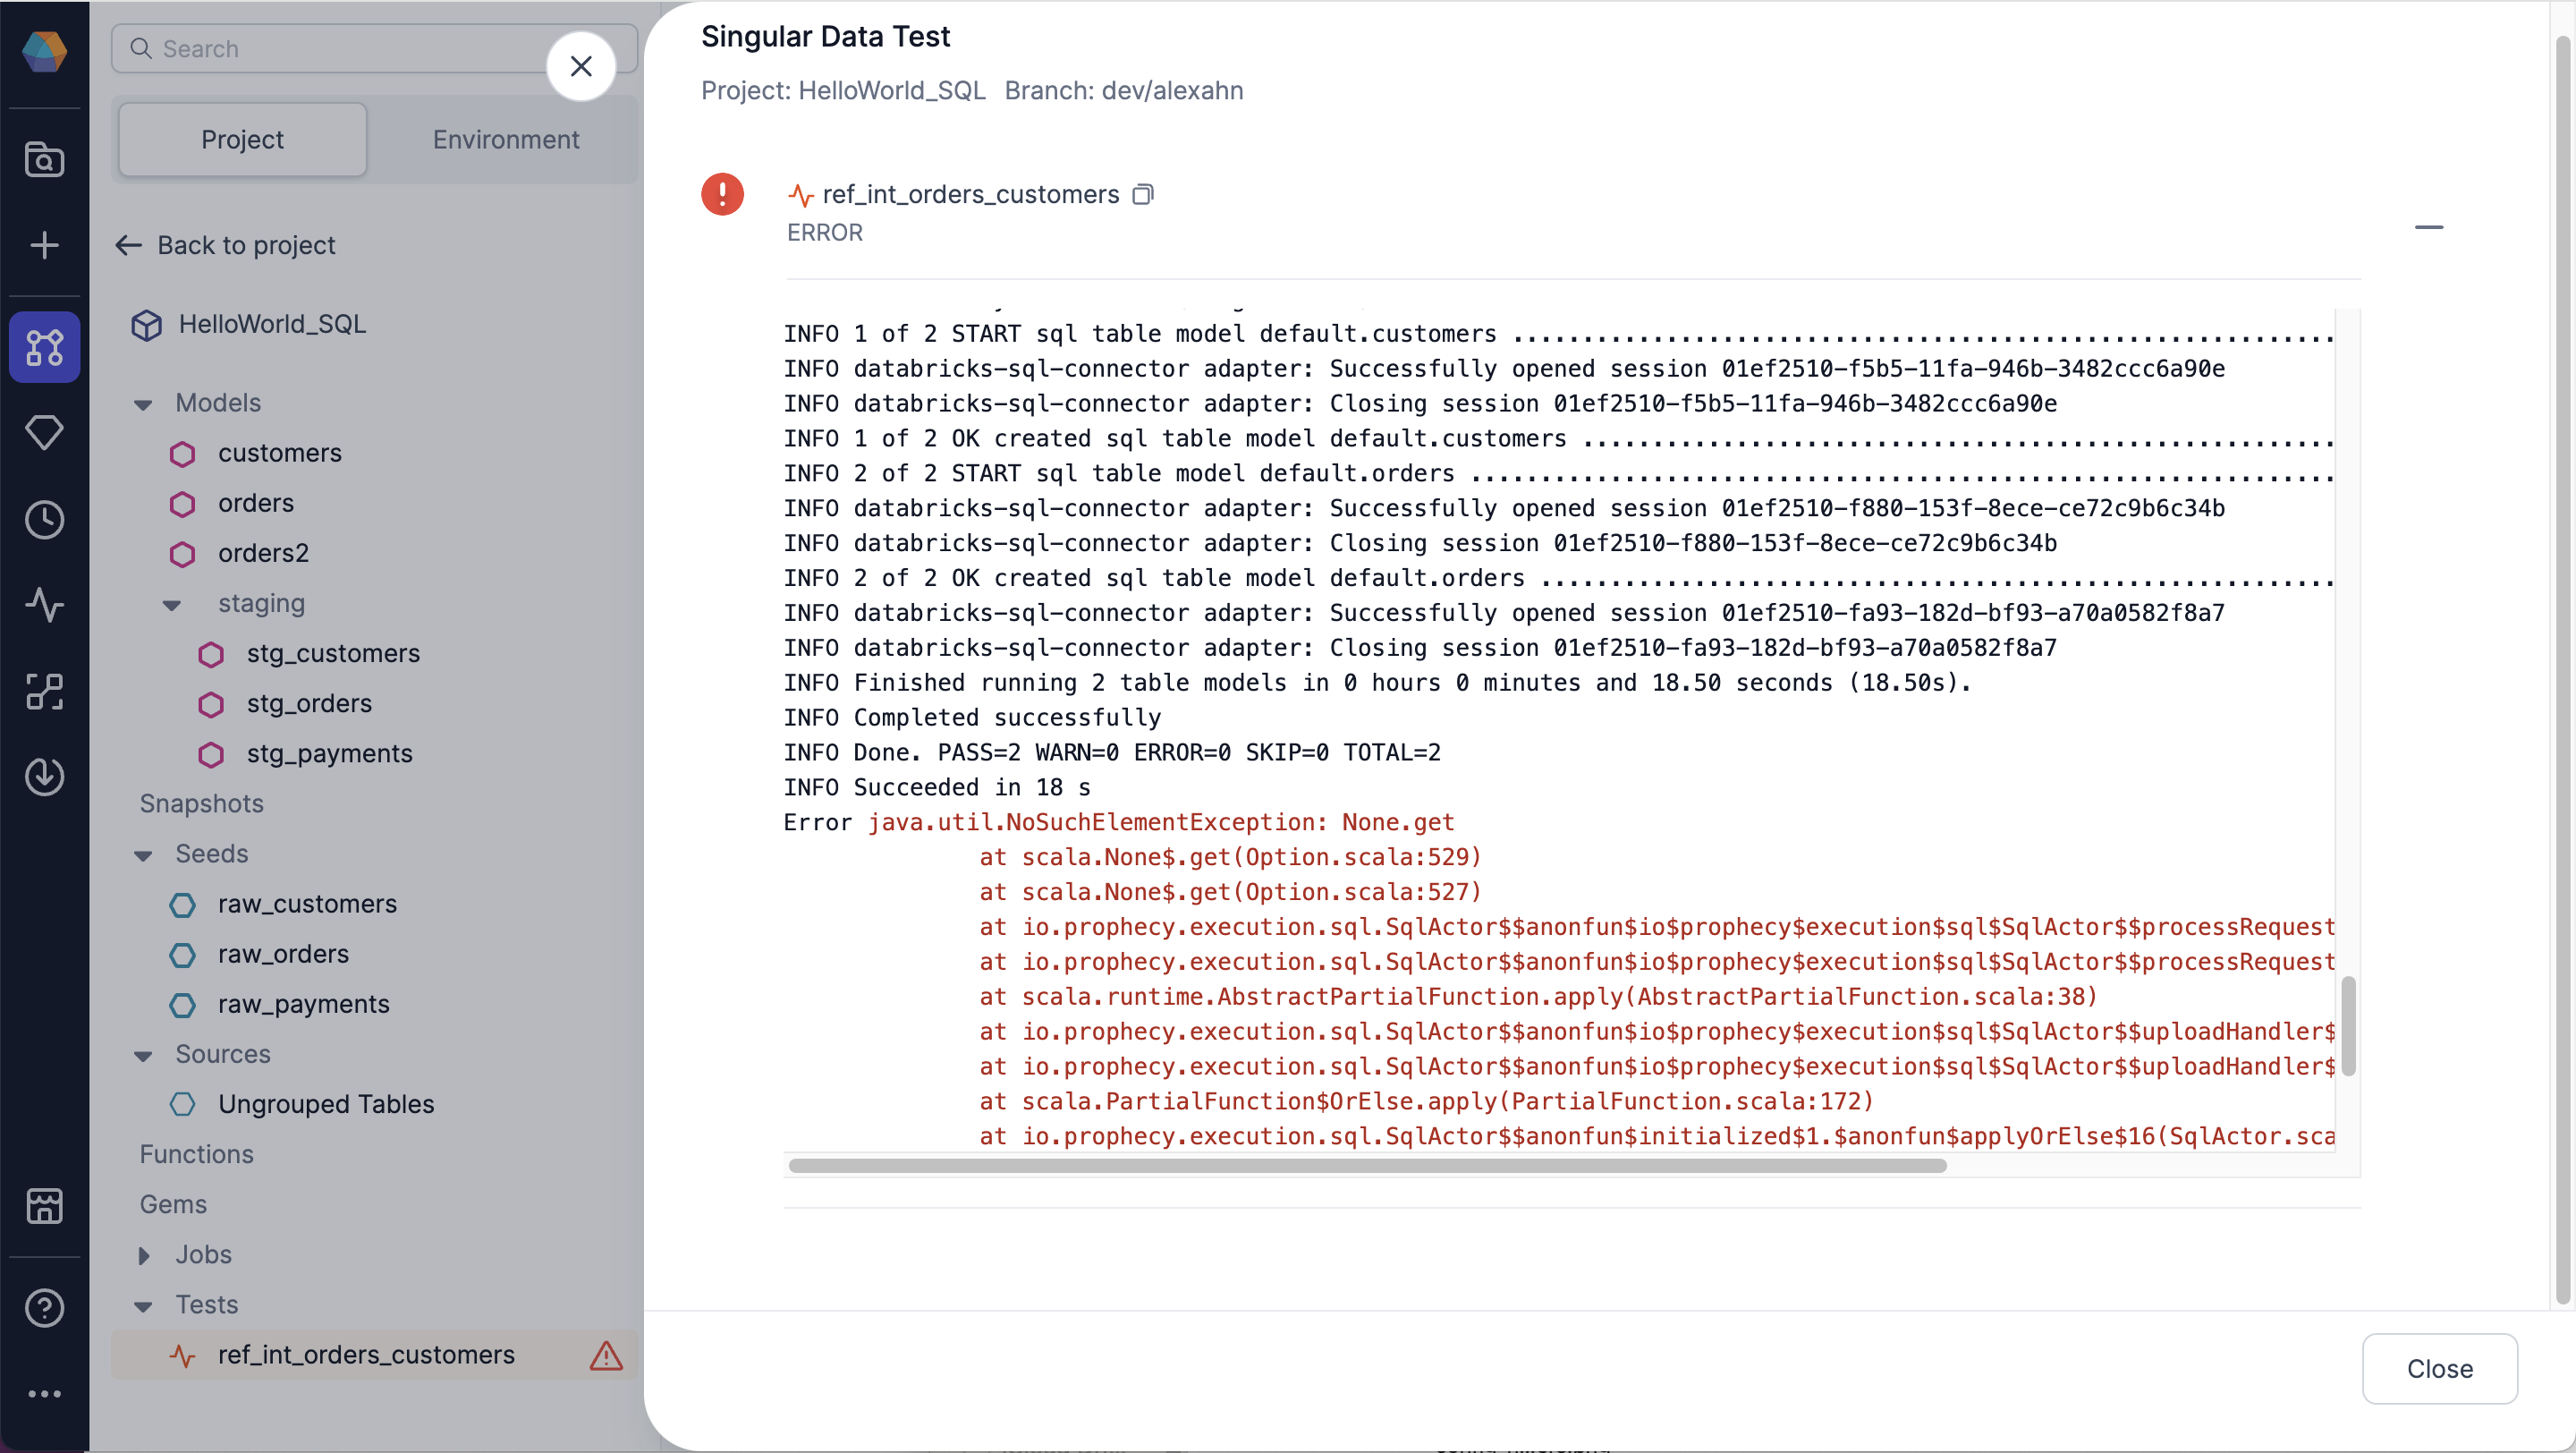 Search
Project
Environment
Back to project
HelloWorld_SQL
Models
customers
orders
orders2
staging
stg_customers
stg_orders
stg_payments
Snapshots
Seeds
raw_customers
raw_orders
raw_payments
Sources
Ungrouped Tables
Functions
Gems
Jobs
Tests
ref_int_orders_customers
Singular Data Test
Project: HelloWorld_SQL Branch: dev/alexahn
ref_int_orders_customers
ERROR
INFO 1 of 2 START sql table model default.customers ...........................................................
INFO databricks-sql-connector adapter: Successfully opened session 01ef2510-f5b5-11fa-946b-3482ccc6a90e
INFO databricks-sql-connector adapter: Closing session 01ef2510-f5b5-11fa-946b-3482ccc6a90e
INFO 1 of 2 OK created sql table model default.customers ......................................................
INFO 2 of 2 START sql table model default.orders ..............................................................
INFO databricks-sql-connector adapter: Successfully opened session 01ef2510-f880-153f-8ece-ce72c9b6c34b
INFO databricks-sql-connector adapter: Closing session 01ef2510-f880-153f-8ece-ce72c9b6c34b
INFO 2 of 2 OK created sql table model default.orders .........................................................
INFO databricks-sql-connector adapter: Successfully opened session 01ef2510-fa93-182d-bf93-a70a0582f8a7
INFO databricks-sql-connector adapter: Closing session 01ef2510-fa93-182d-bf93-a70a0582f8a7
INFO Finished running 2 table models in 0 hours 0 minutes and 18.50 seconds (18.50s).
INFO Completed successfully
INFO Done. PASS=2 WARN=0 ERROR=0 SKIP=0 TOTAL=2
INFO Succeeded in 18 s
Error java.util.NoSuchElementException: None.get
at scala.None$.get(Option.scala:529)
at scala.None$.get(Option.scala:527)
at io.prophecy.execution.sql.SqlActor$$anonfun$io$prophecy$execution$sql$SqlActor$$processRequest
at io.prophecy.execution.sql.SqlActor$$anonfun$io$prophecy$execution$sql$SqlActor$$processRequest
at scala.runtime.AbstractPartialFunction.apply(AbstractPartialFunction.scala:38)
at io.prophecy.execution.sql.SqlActor$$anonfun$io$prophecy$execution$sql$SqlActor$$uploadHandler$
at io.prophecy.execution.sql.SqlActor$$anonfun$io$prophecy$execution$sql$SqlActor$$uploadHandler$
at scala.PartialFunction$OrElse.apply(PartialFunction.scala:172)
at io.prophecy.execution.sql.SqlActor$$anonfun$initialized$1.$anonfun$applyOrElse$16(SqlActor.sca
Close